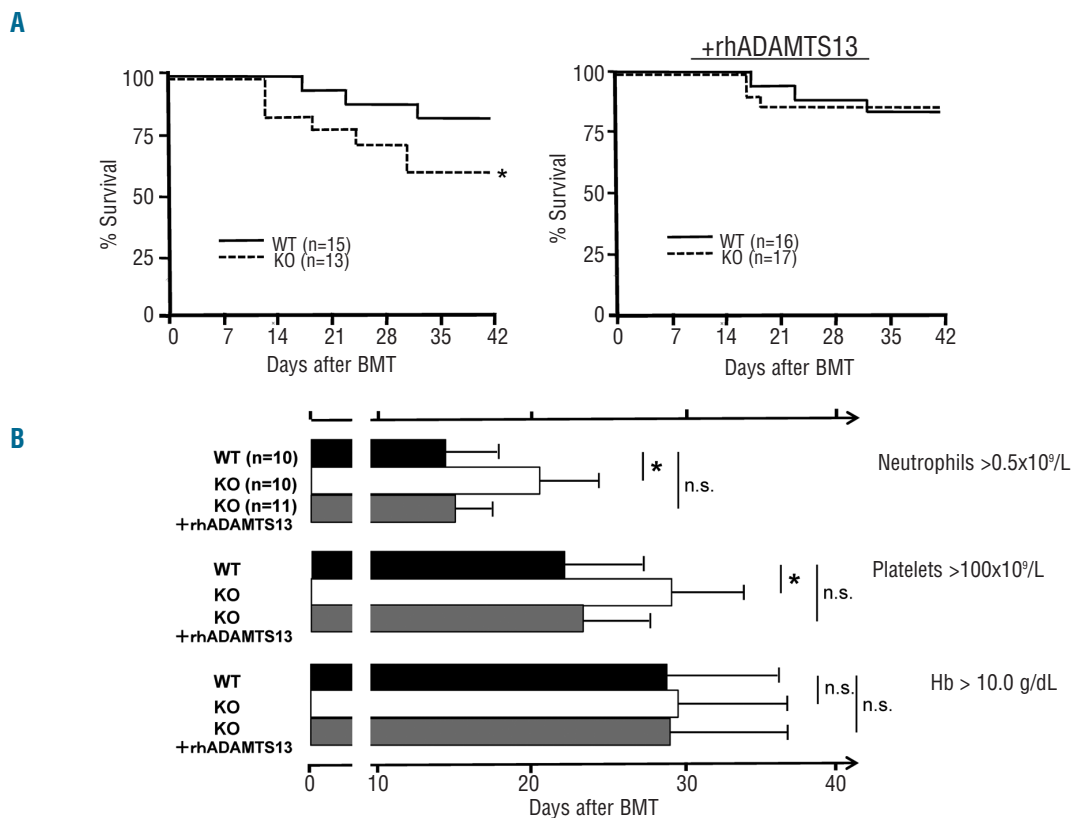 A
+rhADAMTS13
100
75
50
25
0
% Survival
WT (n=15)
KO (n=13)
*
0 7 14 21 28 35 42
Days after BMT
100
75
50
25
0
% Survival
WT (n=16)
KO (n=17)
0 7 14 21 28 35 42
Days after BMT
B
WT (n=10)
KO (n=10)
KO (n=11)
+rhADAMTS13
*
n.s.
Neutrophils >0.5x10⁹/L
WT
KO
KO
+rhADAMTS13
*
n.s.
Platelets >100x10⁹/L
WT
KO
KO
+rhADAMTS13
n.s.
n.s.
Hb > 10.0 g/dL
0 10 20 30 40
Days after BMT